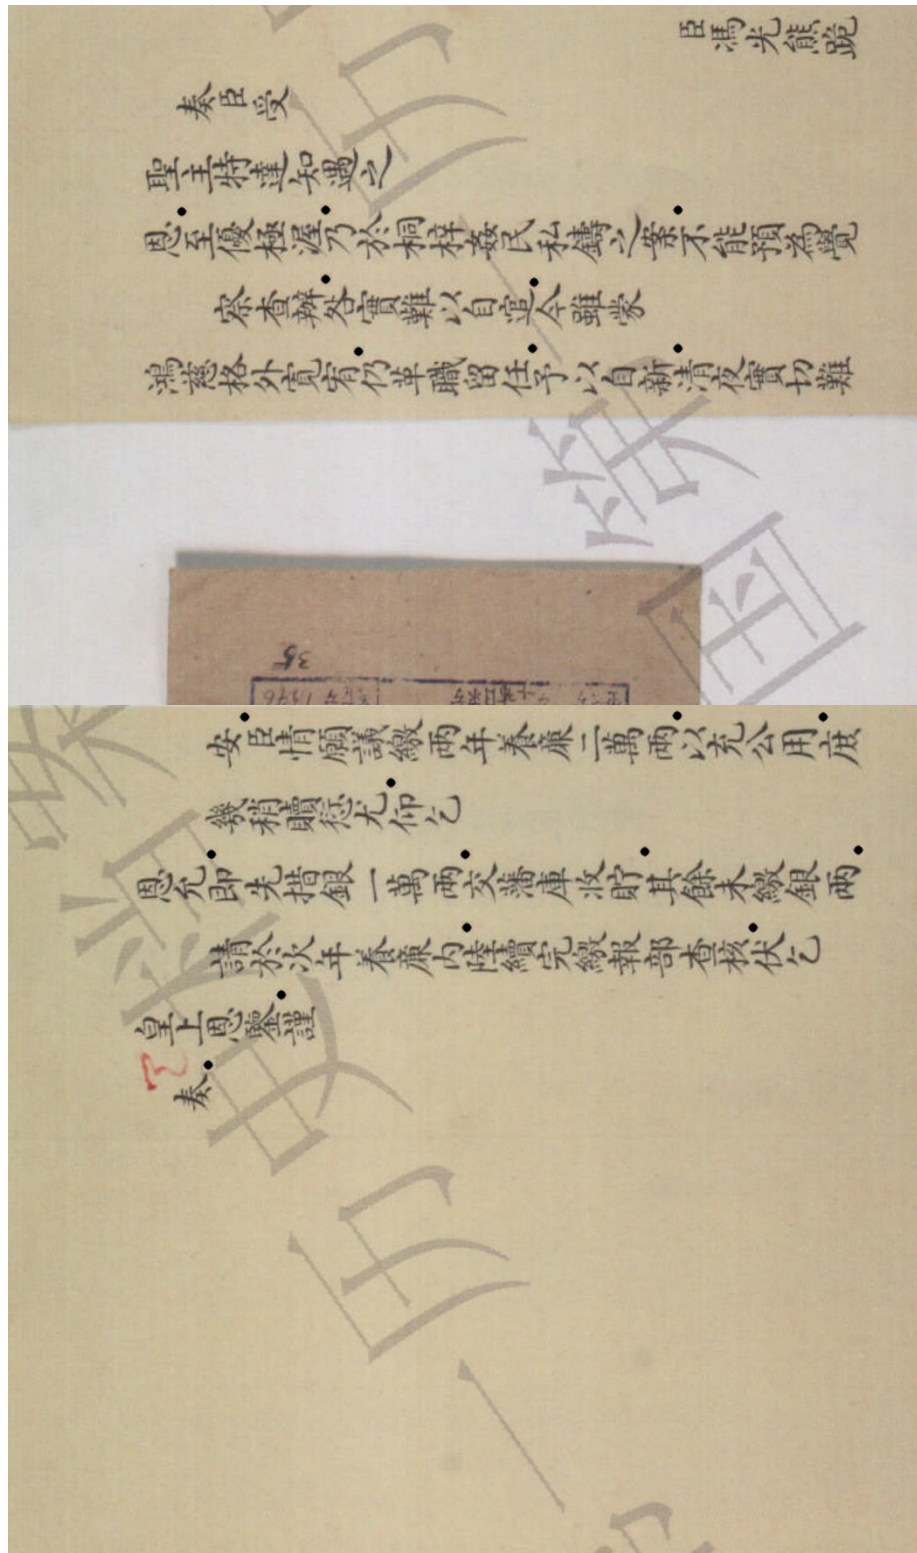 臣馮光熊跪
奏臣受
聖主特達知遇之
恩至優極渥乃於桐梓姦民私鑄之案不能預為覺
察查辦咎實難以自逭今雖蒙
鴻慈格外寬宥仍革職留任予以自新清夜實切難
安臣情願議繳兩年養廉二萬兩以充公用庶
幾稍贖愆尤仰乞
恩允即先措銀一萬兩交藩庫收貯其餘未繳銀兩
請於次年養廉內陸續完繳報部查核伏乞
皇上恩鑒謹
奏
35